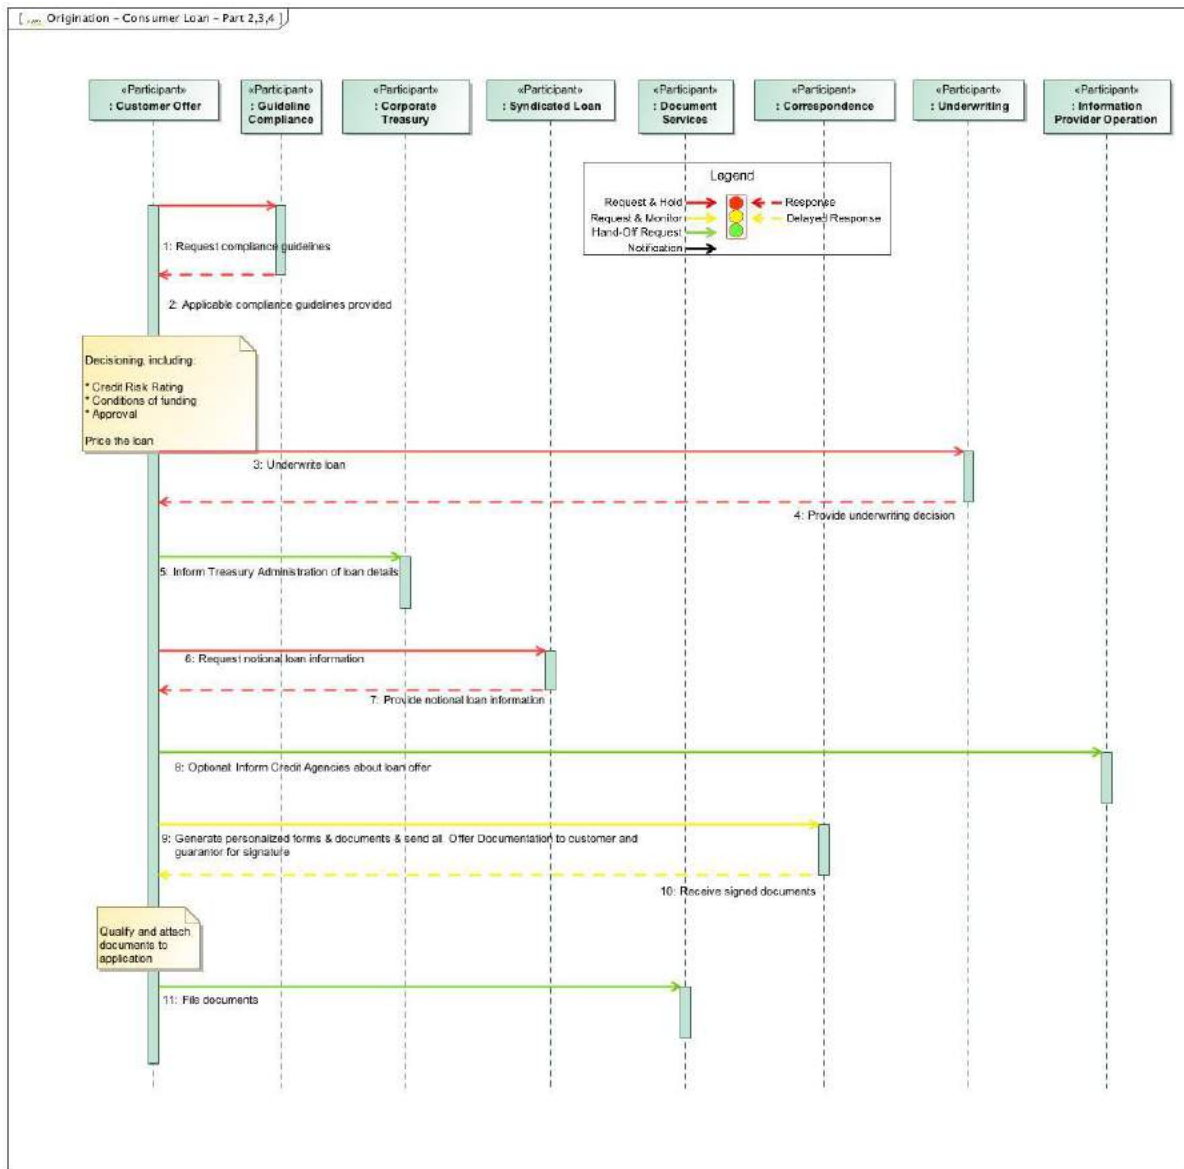 Origination – Consumer Loan – Part 2,3,4
«Participant»
: Customer Offer
«Participant»
: Guideline
Compliance
«Participant»
: Corporate
Treasury
«Participant»
: Syndicated Loan
«Participant»
: Document
Services
«Participant»
: Correspondence
«Participant»
: Underwriting
«Participant»
: Information
Provider Operation
Legend
Request & Hold
Response
Request & Monitor
Delayed Response
Hand-Off Request
Notification
1: Request compliance guidelines
2: Applicable compliance guidelines provided
Decisioning, including:
* Credit Risk Rating
* Conditions of funding
* Approval
Price the loan
3: Underwrite loan
4: Provide underwriting decision
5: Inform Treasury Administration of loan details
6: Request notional loan information
7: Provide notional loan information
8: Optional: Inform Credit Agencies about loan offer
9: Generate personalized forms & documents & send all Offer Documentation to customer and
guarantor for signature
10: Receive signed documents
Qualify and attach
documents to
application
11: File documents